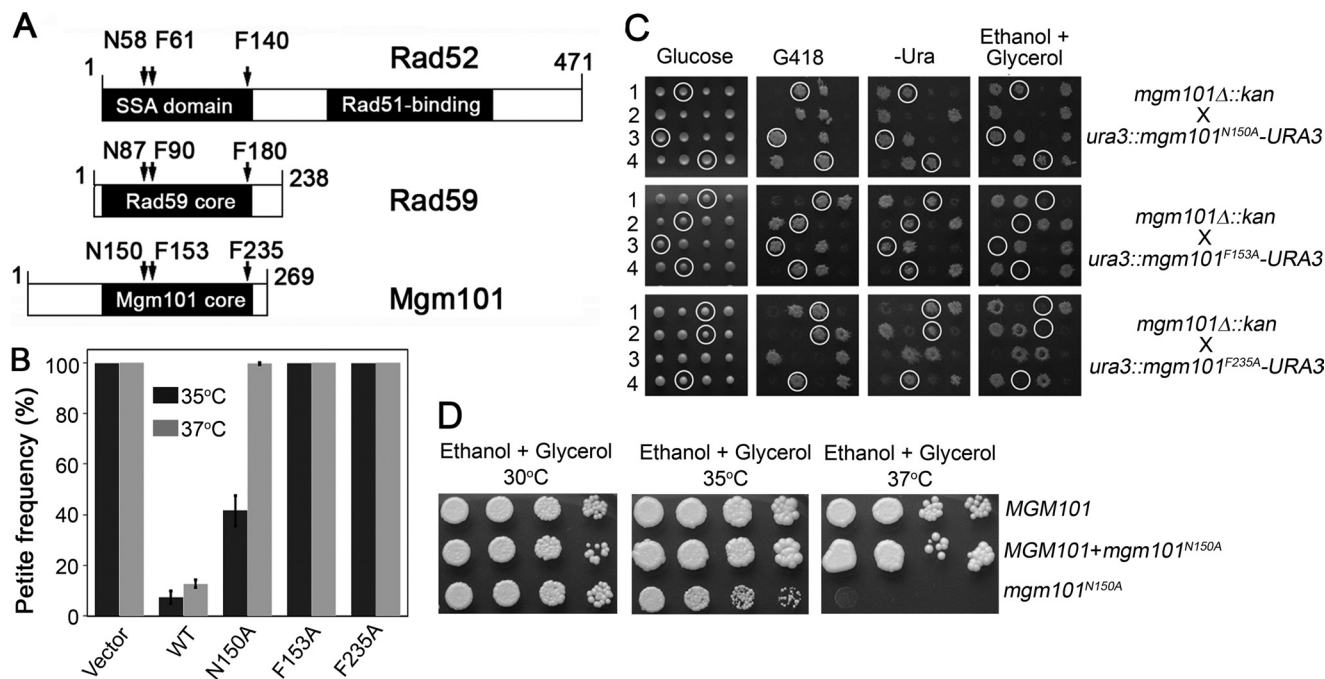 A
N58 F61 F140
1 Rad52 471
SSA domain Rad51-binding
N87 F90 F180
1 238
Rad59 core Rad59
N150 F153 F235
1 269
Mgm101 core Mgm101
B
Petite frequency (%)
100
80
60
40
20
0
35°C
37°C
Vector WT N150A F153A F235A
C
Glucose G418 -Ura Ethanol + Glycerol
1
2
3
4
mgm101Δ::kan
X
ura3::mgm101N150A-URA3
1
2
3
4
mgm101Δ::kan
X
ura3::mgm101F153A-URA3
1
2
3
4
mgm101Δ::kan
X
ura3::mgm101F235A-URA3
D
Ethanol + Glycerol Ethanol + Glycerol Ethanol + Glycerol
30°C 35°C 37°C
MGM101
MGM101+mgm101N150A
mgm101N150A